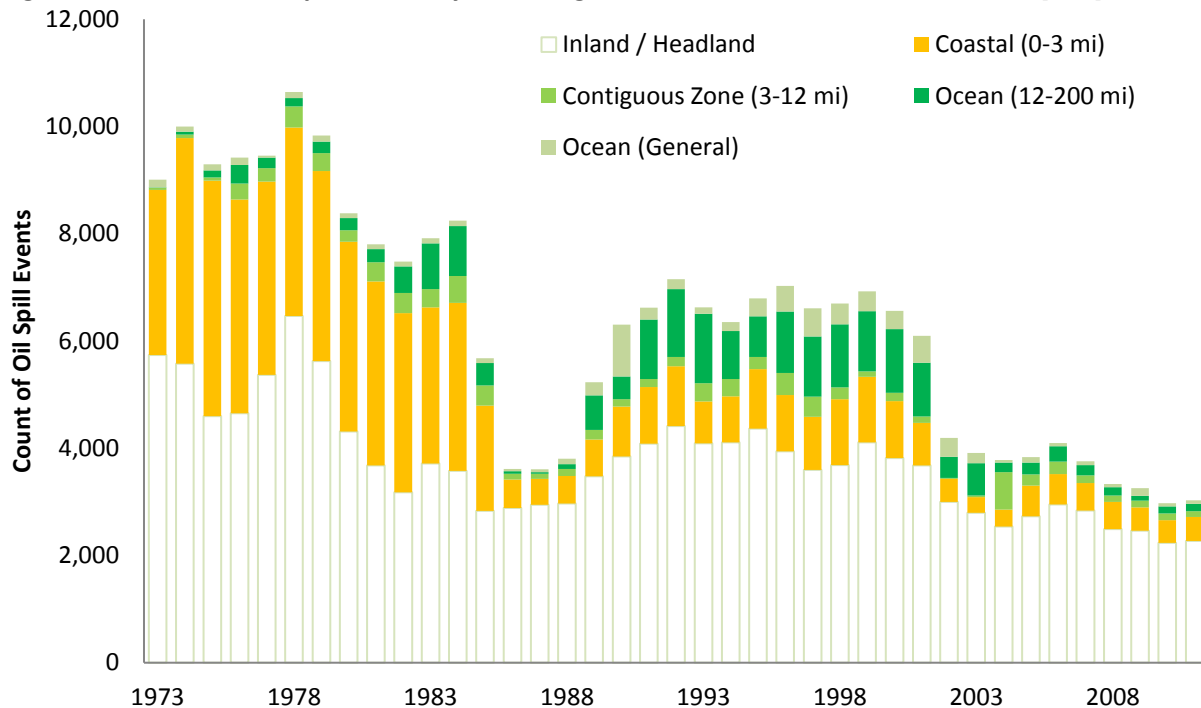 12,000
10,000
8,000
6,000
4,000
2,000
0
Count of Oil Spill Events
Inland / Headland
Coastal (0-3 mi)
Contiguous Zone (3-12 mi)
Ocean (12-200 mi)
Ocean (General)
1973 1978 1983 1988 1993 1998 2003 2008